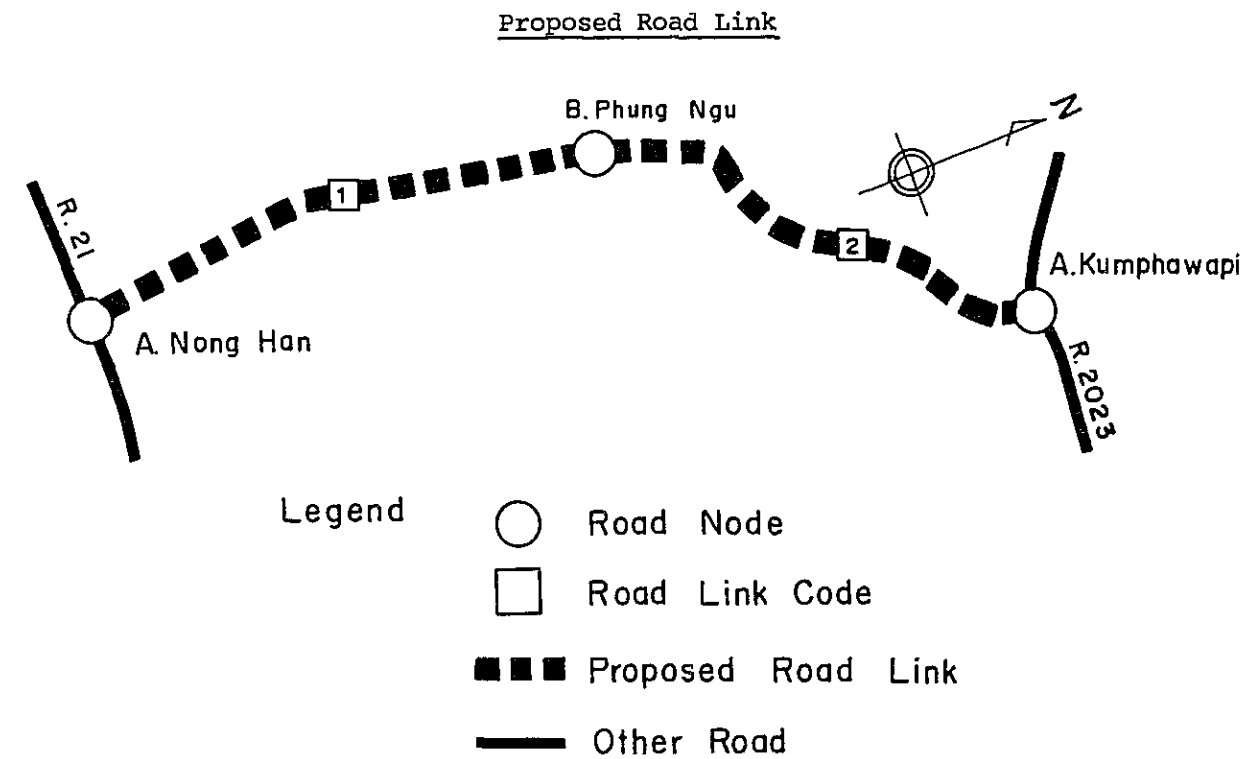 Proposed Road Link
B. Phung Ngu
N
R. 21
1
2
A. Kumphawapi
A. Nong Han
R. 2023
Legend
Road Node
Road Link Code
Proposed Road Link
Other Road